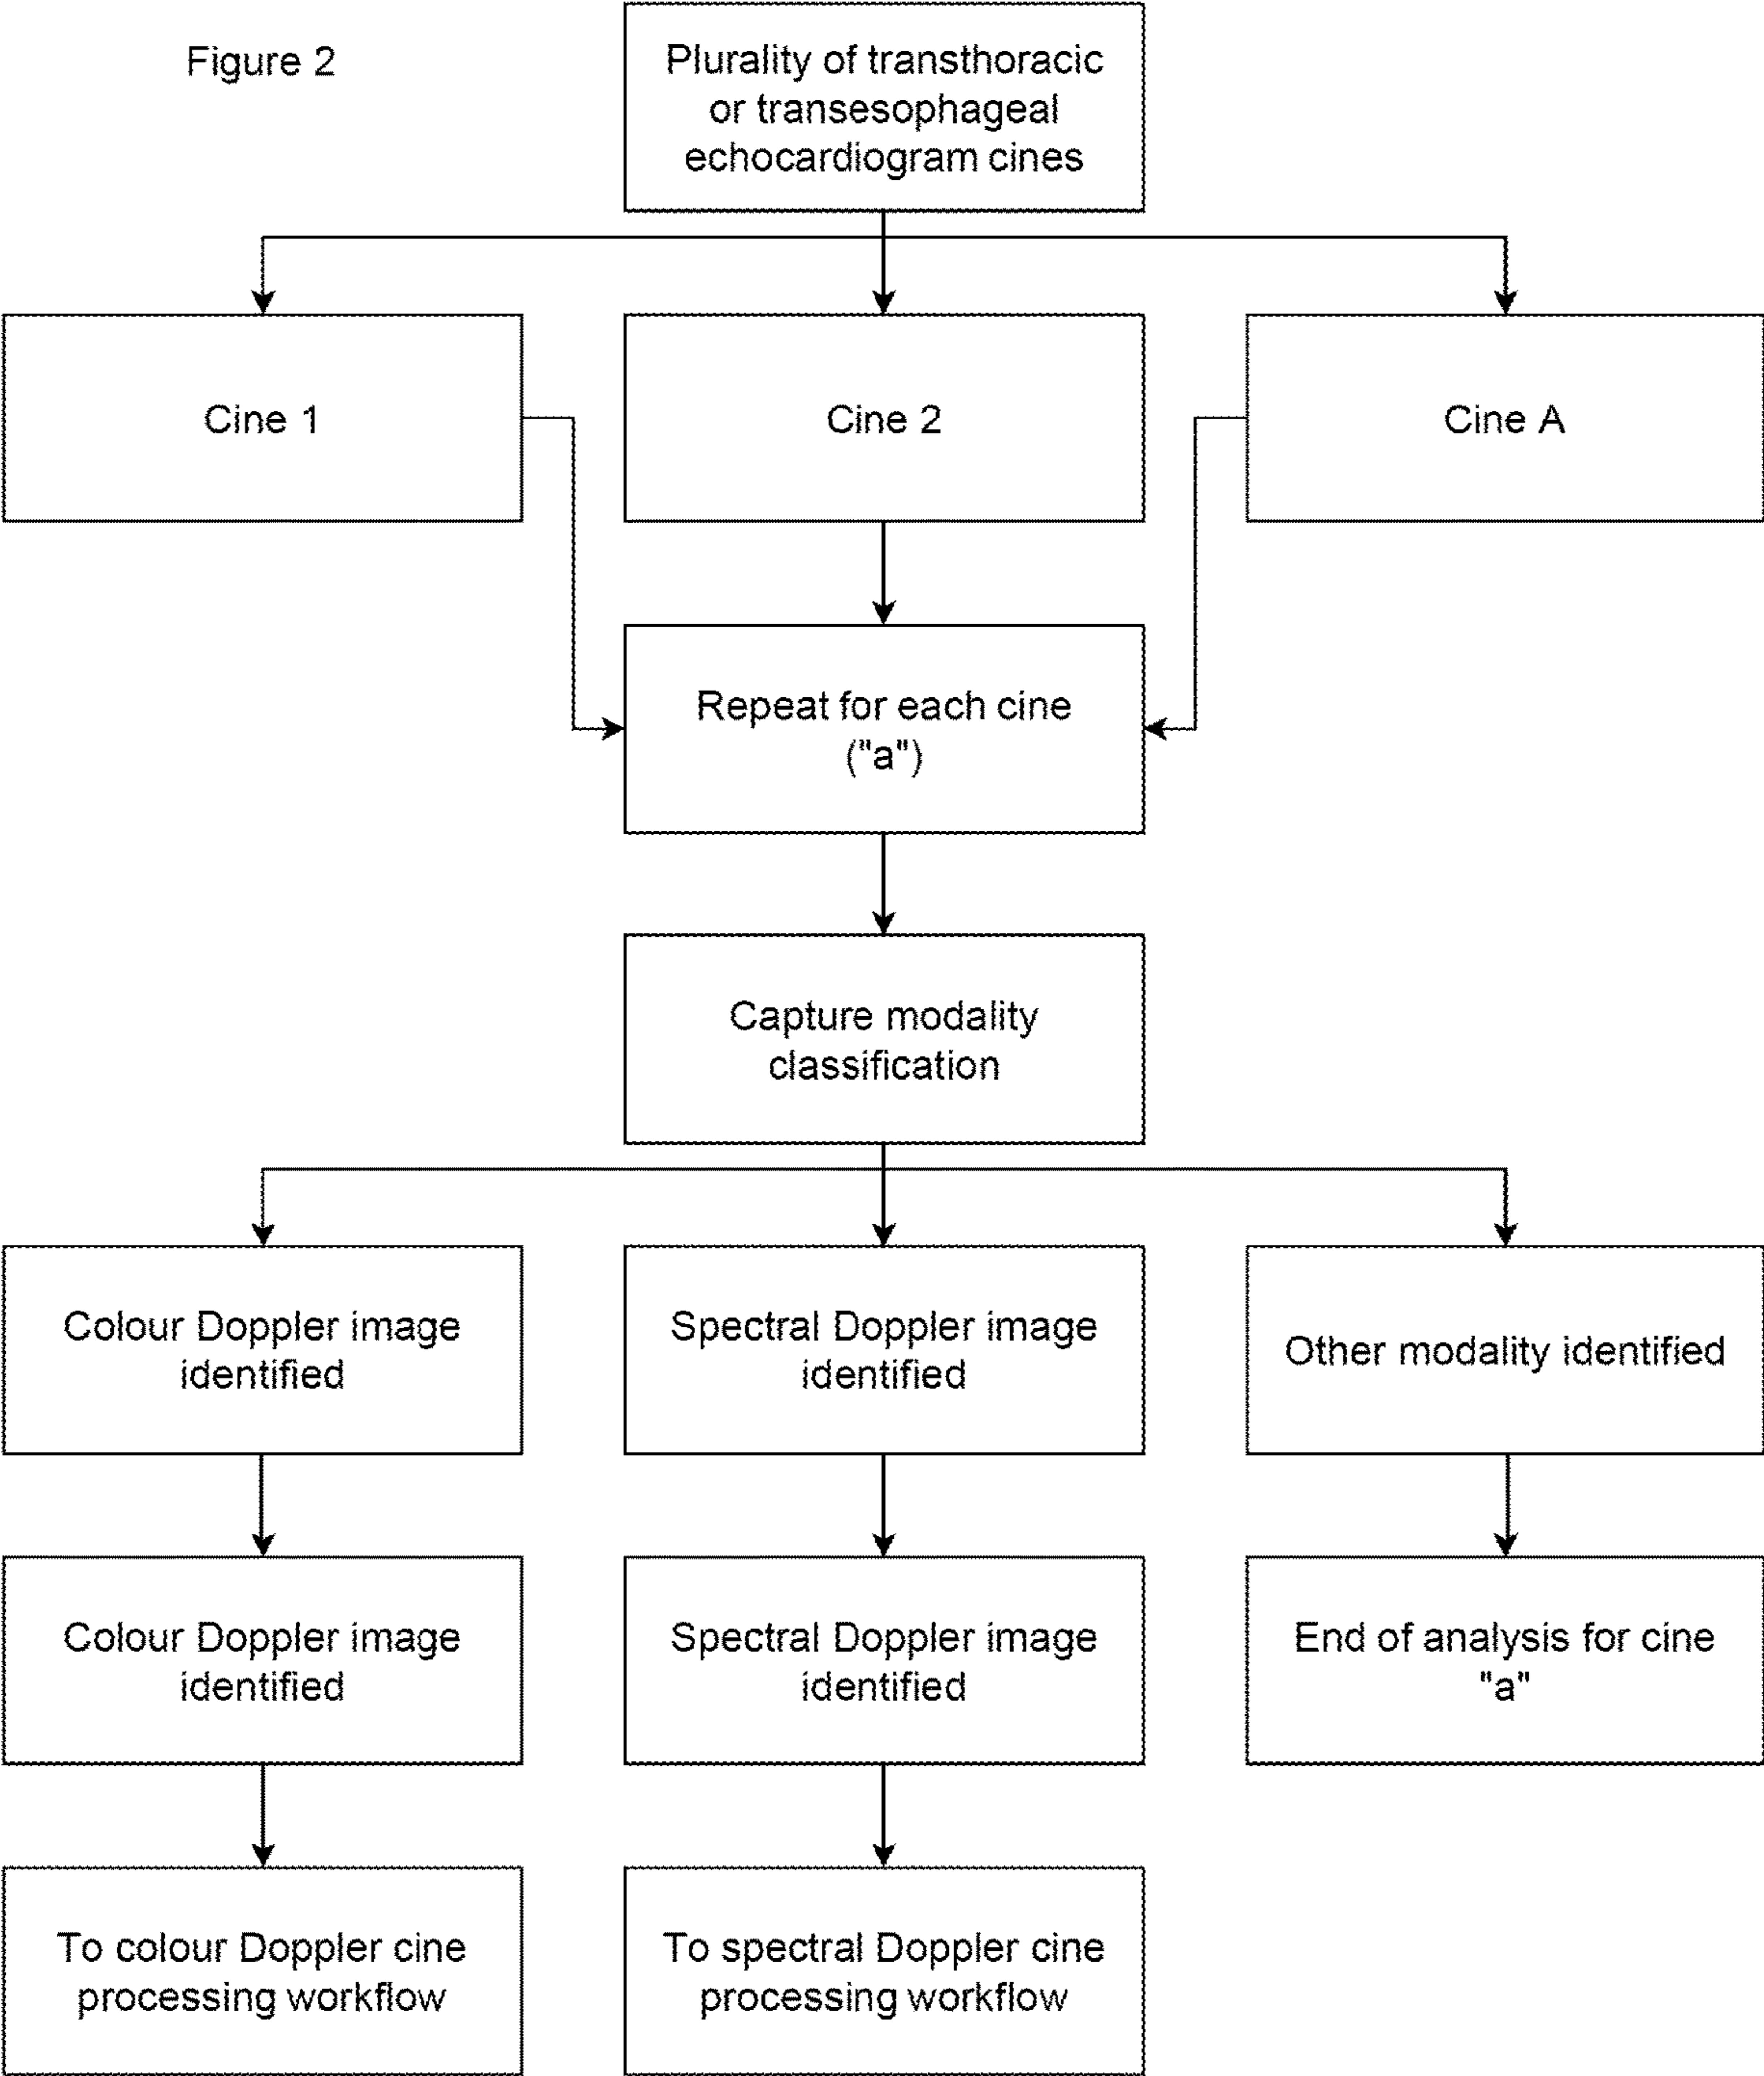 Figure 2
Plurality of transthoracic
or transesophageal
echocardiogram cines
Cine 1
Cine 2
Cine A
Repeat for each cine
("a")
Capture modality
classification
Colour Doppler image
identified
Spectral Doppler image
identified
Other modality identified
Colour Doppler image
identified
Spectral Doppler image
identified
End of analysis for cine
"a"
To colour Doppler cine
processing workflow
To spectral Doppler cine
processing workflow